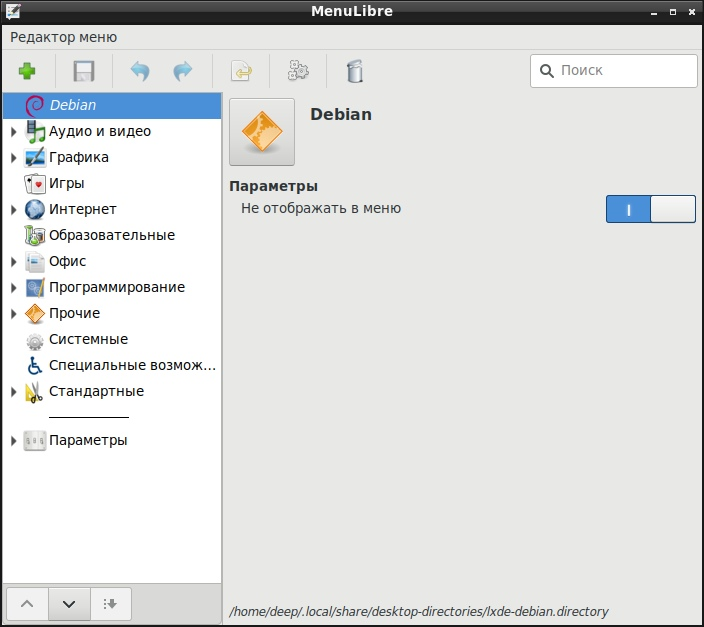 MenuLibre
Редактор меню
Поиск
Debian
Аудио и видео
Графика
Игры
Интернет
Образовательные
Офис
Программирование
Прочие
Системные
Специальные возмож...
Стандартные
Параметры
Debian
Параметры
Не отображать в меню
/home/deep/.local/share/desktop-directories/lxde-debian.directory